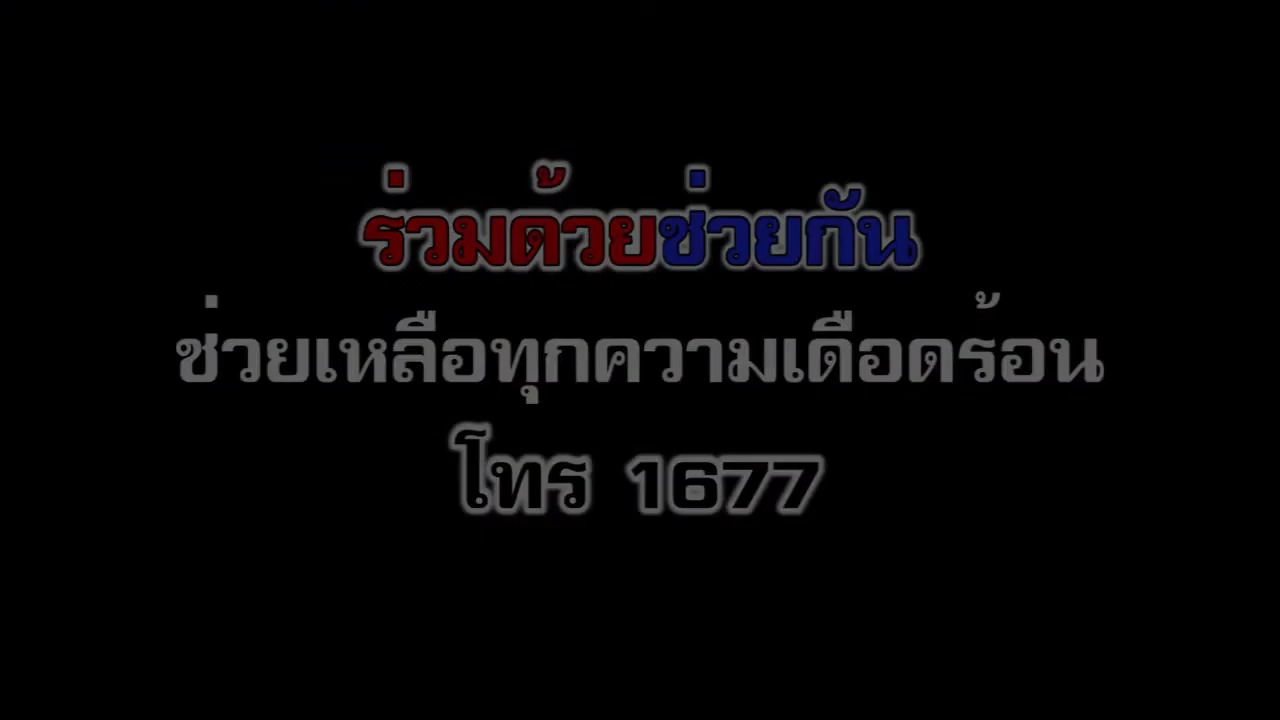 ร่วมด้วยช่วยกัน
ช่วยเหลือทุกความเดือดร้อน
โทร 1677